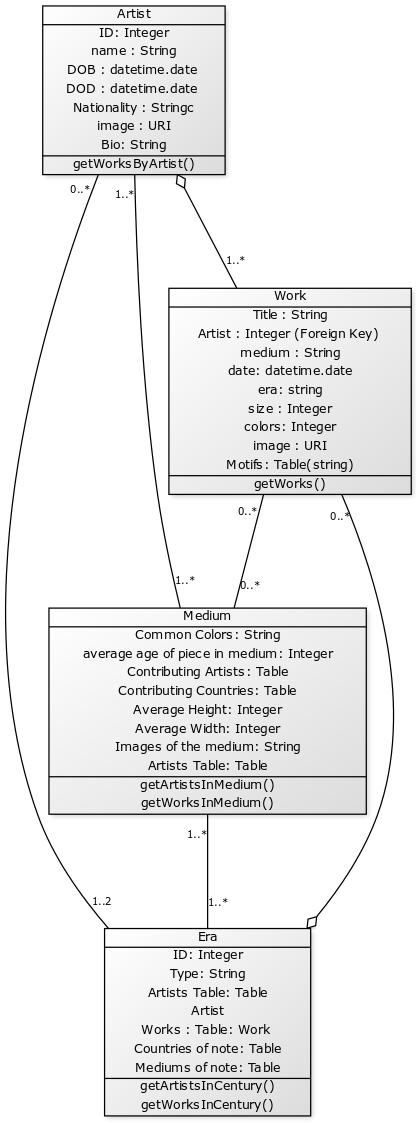 Artist
ID: Integer
name : String
DOB : datetime.date
DOD : datetime.date
Nationality : Stringc
image : URI
Bio: String
getWorksByArtist()
0..*
1..*
1..*
Work
Title : String
Artist : Integer (Foreign Key)
medium : String
date: datetime.date
era: string
size : Integer
colors: Integer
image : URI
Motifs: Table(string)
getWorks()
0..*
0..*
1..*
0..*
Medium
Common Colors: String
average age of piece in medium: Integer
Contributing Artists: Table
Contributing Countries: Table
Average Height: Integer
Average Width: Integer
Images of the medium: String
Artists Table: Table
getArtistsInMedium()
getWorksInMedium()
1..*
1..2
1..*
Era
ID: Integer
Type: String
Artists Table: Table
Artist
Works : Table: Work
Countries of note: Table
Mediums of note: Table
getArtistsInCentury()
getWorksInCentury()